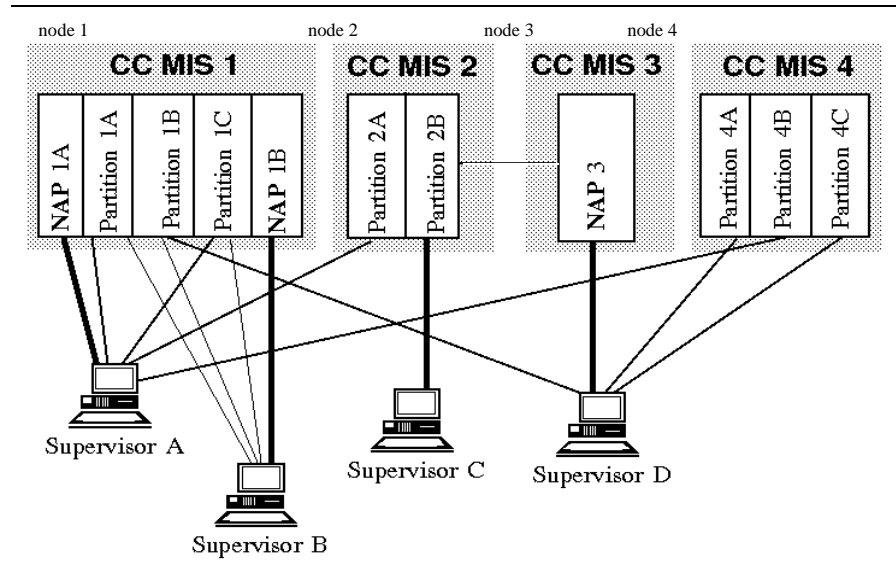 node 1
node 2
node 3
node 4
CC MIS 1
CC MIS 2
CC MIS 3
CC MIS 4
NAP 1A
Partition 1A
Partition 1B
Partition 1C
NAP 1B
Partition 2A
Partition 2B
NAP 3
Partition 4A
Partition 4B
Partition 4C
Supervisor A
Supervisor B
Supervisor C
Supervisor D